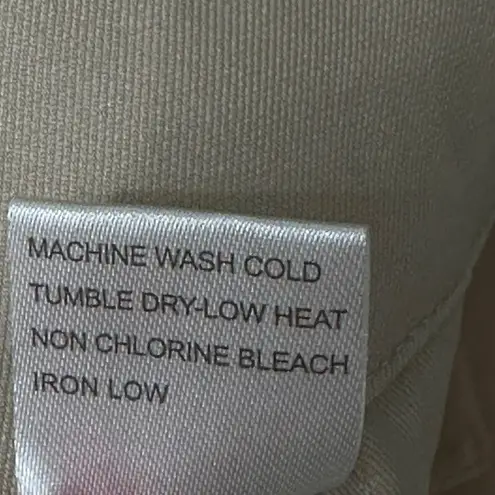 MACHINE WASH COLD
TUMBLE DRY-LOW HEAT
NON CHLORINE BLEACH
IRON LOW